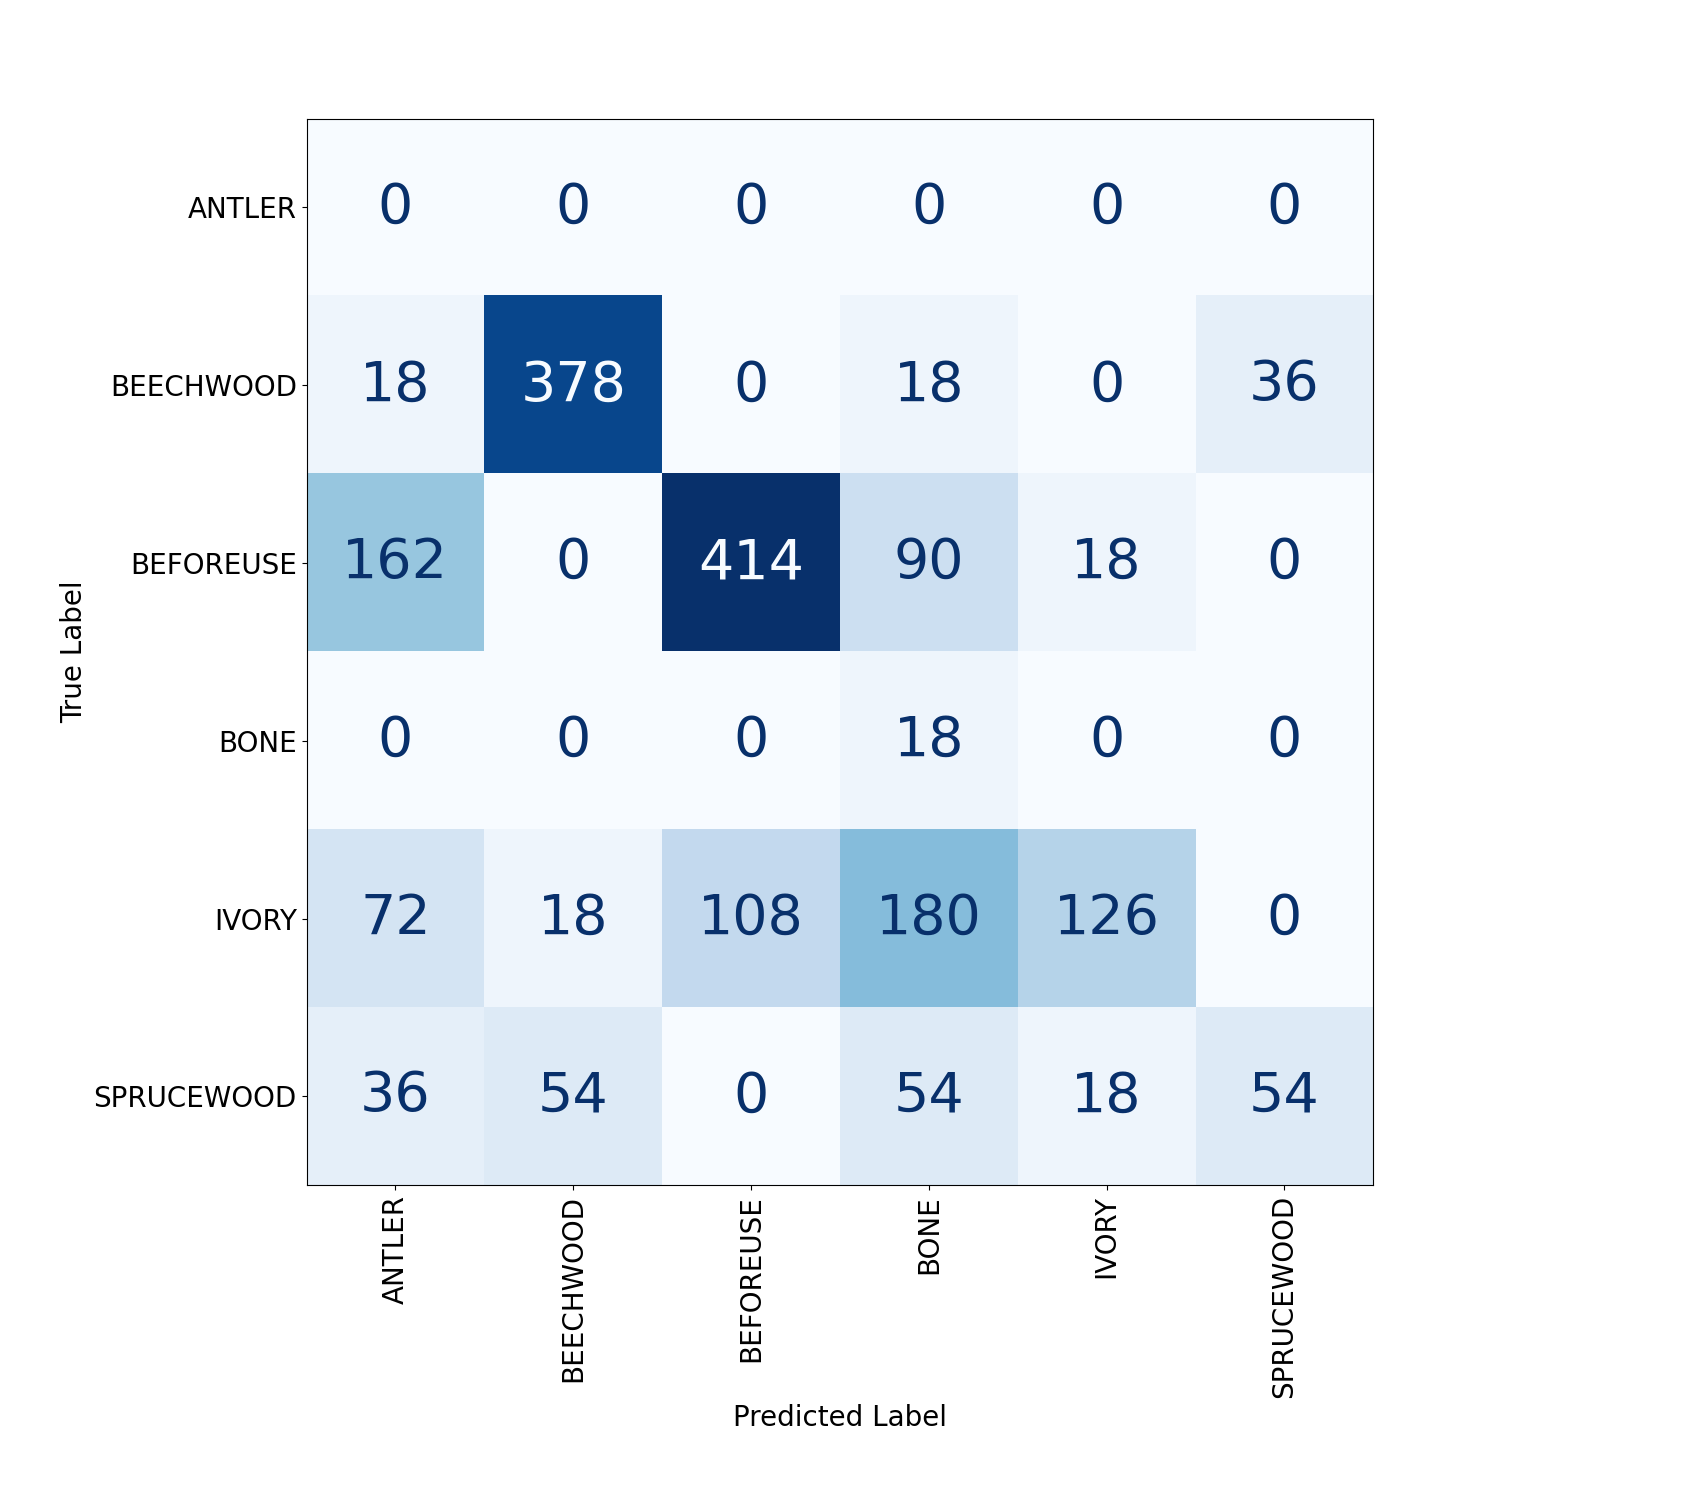 ANTLER 0 0 0 0 0 0
BEECHWOOD 18 378 0 18 0 36
BEFOREUSE 162 0 414 90 18 0
BONE 0 0 0 18 0 0
IVORY 72 18 108 180 126 0
SPRUCEWOOD 36 54 0 54 18 54
True Label
ANTLER BEECHWOOD BEFOREUSE BONE IVORY SPRUCEWOOD
Predicted Label